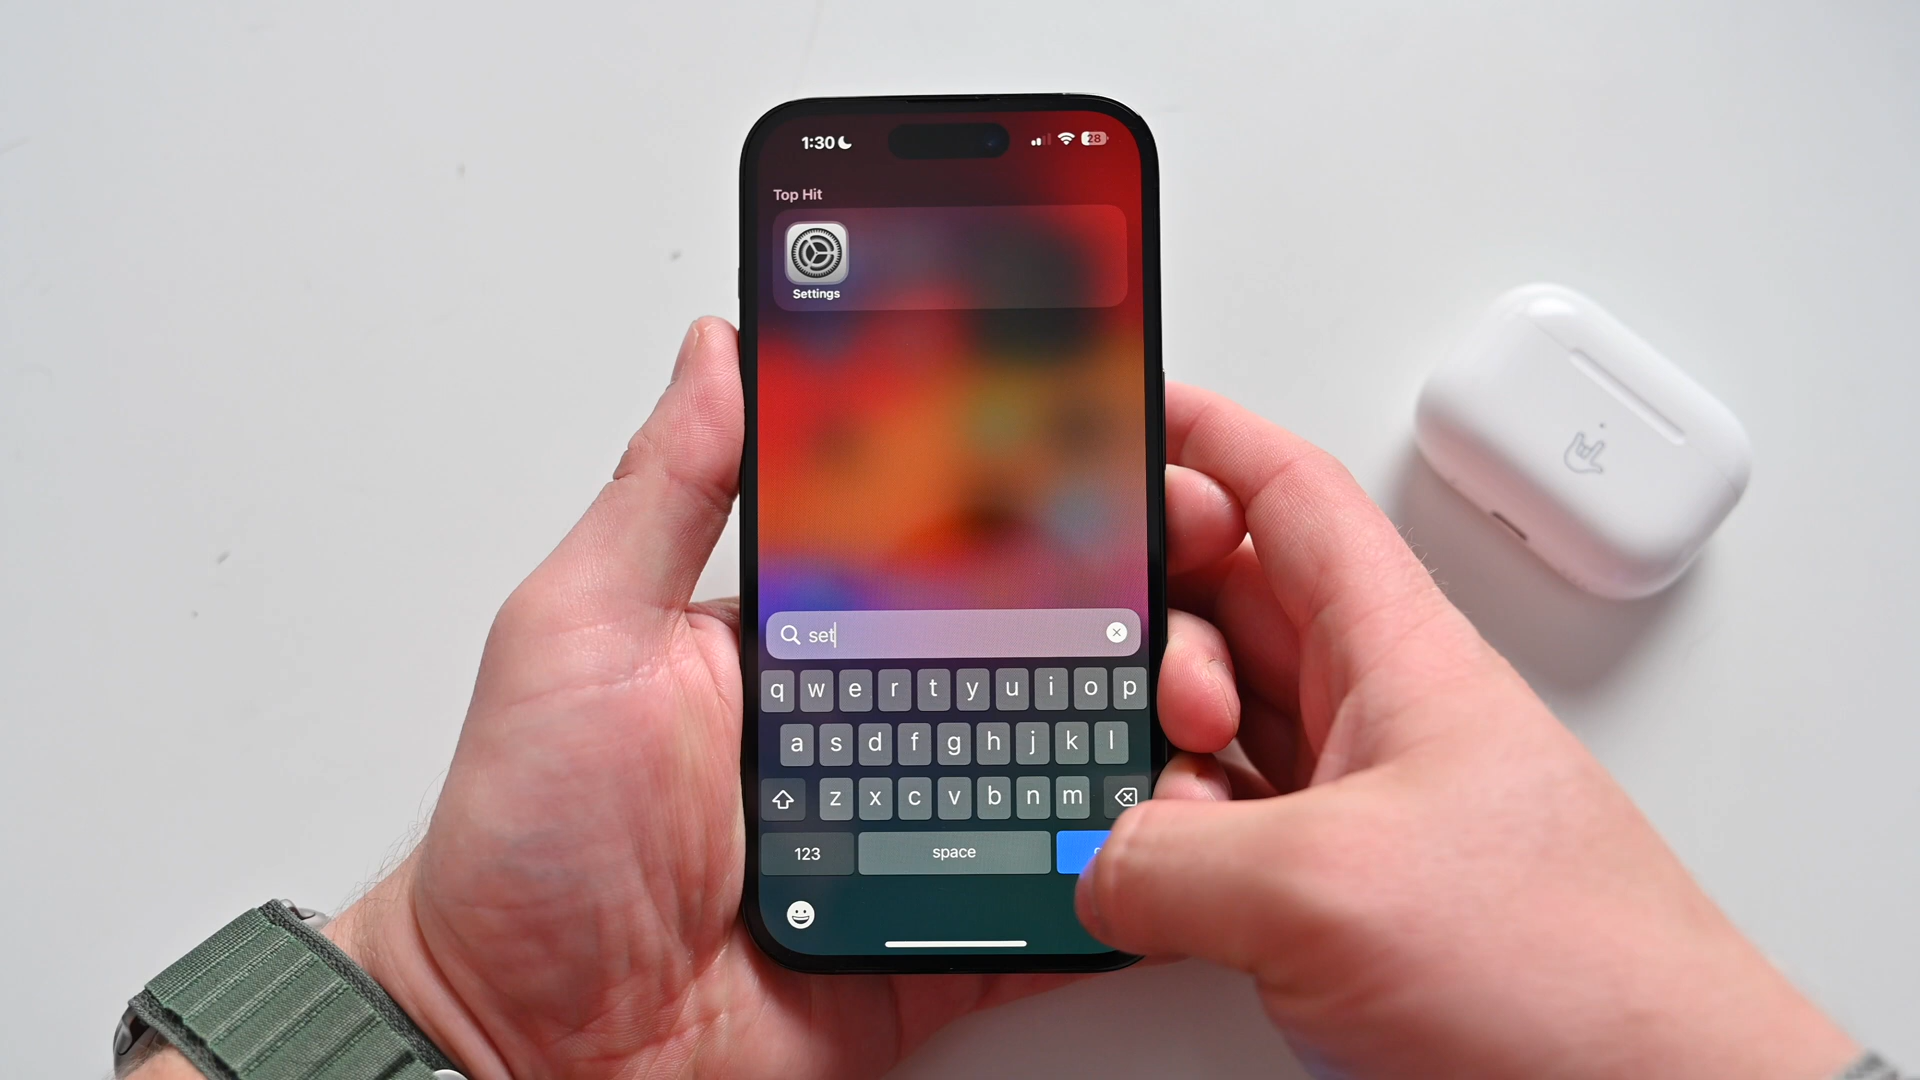 1:30
28
Top Hit
Settings
set
q w e r t y u i o p
a s d f g h j k l
z x c v b n m
123 space